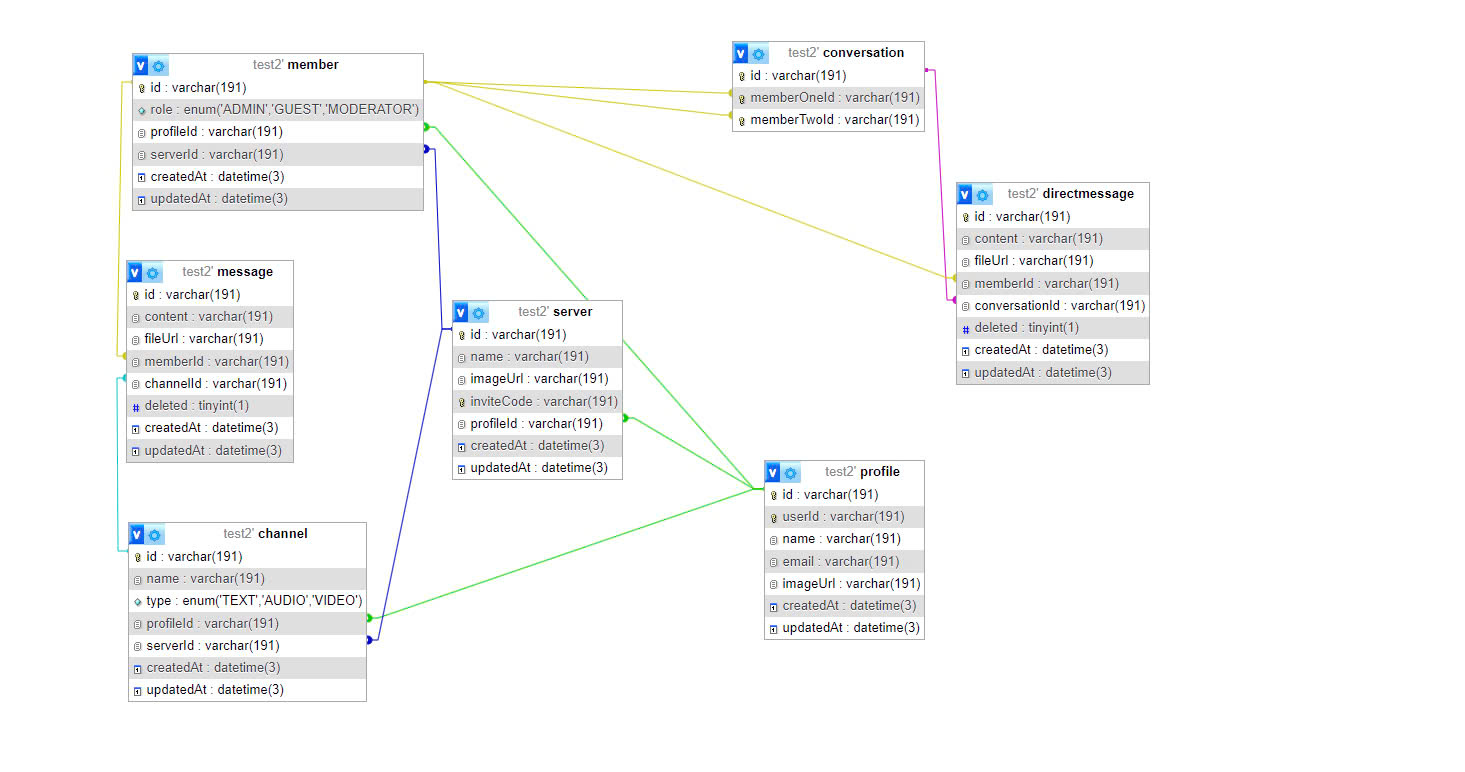 test2' member
id : varchar(191)
role : enum('ADMIN','GUEST','MODERATOR')
profileId : varchar(191)
serverId : varchar(191)
createdAt : datetime(3)
updatedAt : datetime(3)
test2' conversation
id : varchar(191)
memberOneId : varchar(191)
memberTwoId : varchar(191)
test2' directmessage
id : varchar(191)
content : varchar(191)
fileUrl : varchar(191)
memberId : varchar(191)
conversationId : varchar(191)
deleted : tinyint(1)
createdAt : datetime(3)
updatedAt : datetime(3)
test2' message
id : varchar(191)
content : varchar(191)
fileUrl : varchar(191)
memberId : varchar(191)
channelId : varchar(191)
deleted : tinyint(1)
createdAt : datetime(3)
updatedAt : datetime(3)
test2' server
id : varchar(191)
name : varchar(191)
imageUrl : varchar(191)
inviteCode : varchar(191)
profileId : varchar(191)
createdAt : datetime(3)
updatedAt : datetime(3)
test2' profile
id : varchar(191)
userId : varchar(191)
name : varchar(191)
email : varchar(191)
imageUrl : varchar(191)
createdAt : datetime(3)
updatedAt : datetime(3)
test2' channel
id : varchar(191)
name : varchar(191)
type : enum('TEXT','AUDIO','VIDEO')
profileId : varchar(191)
serverId : varchar(191)
createdAt : datetime(3)
updatedAt : datetime(3)